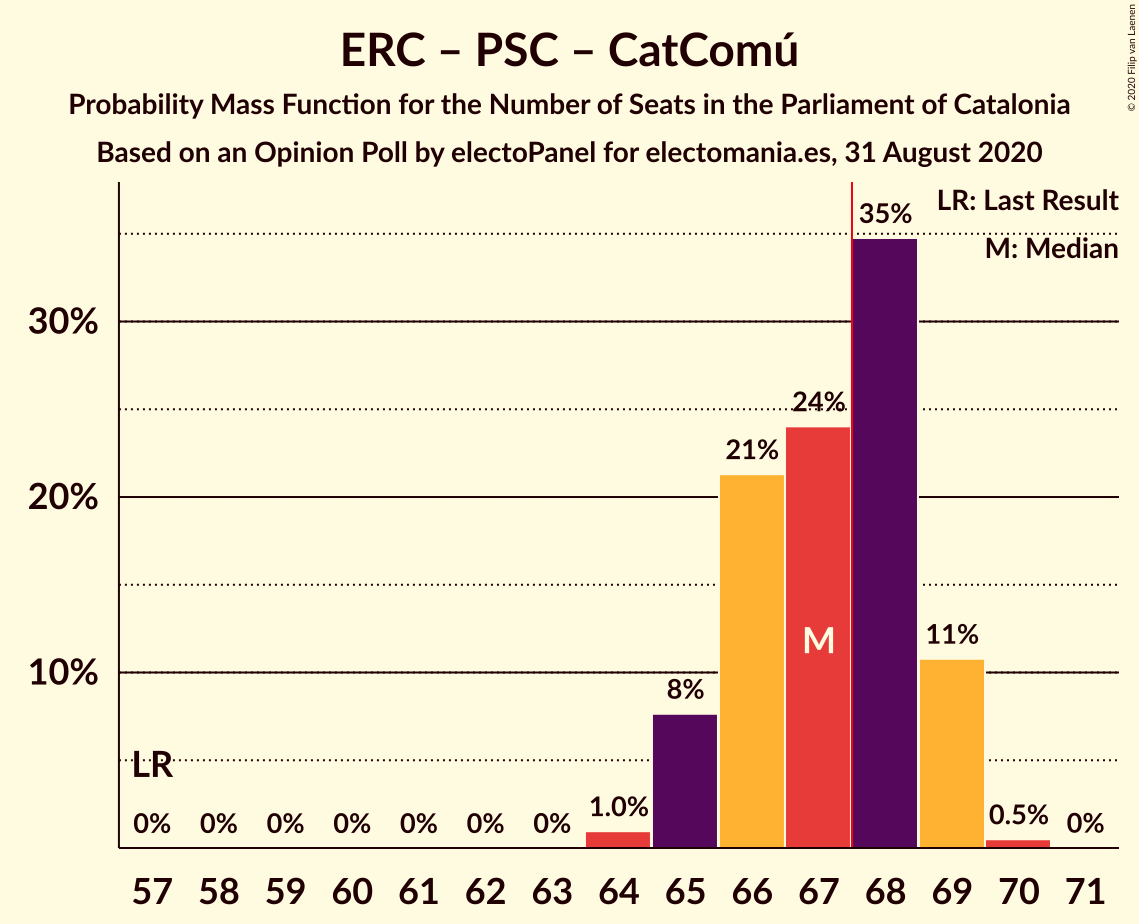 ERC – PSC – CatComú
Probability Mass Function for the Number of Seats in the Parliament of Catalonia
Based on an Opinion Poll by electoPanel for electomania.es, 31 August 2020
© 2020 Filip van Laenen
LR: Last Result
M: Median
35%
30%
24%
21%
20%
M
11%
10%
8%
LR
0% 0% 0% 0% 0% 0% 0% 1.0% 0.5% 0%
57 58 59 60 61 62 63 64 65 66 67 68 69 70 71